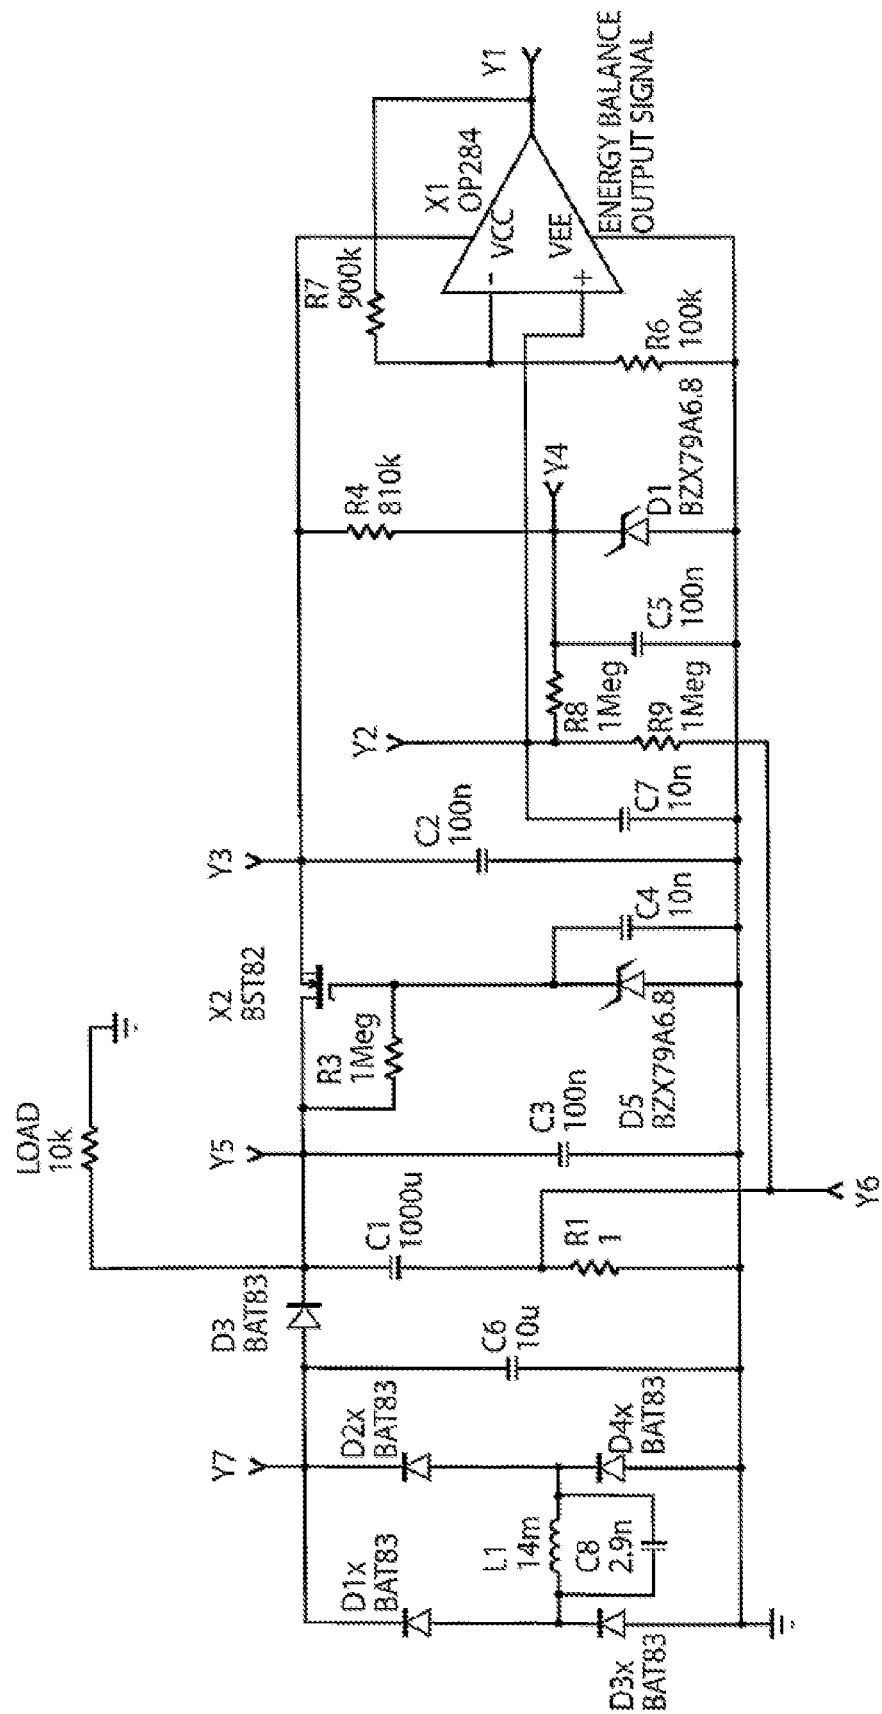 LOAD
10k
D3
BAT83
Y7
D1x
BAT83
D2x
BAT83
L1
14m
C8
2.9n
D3x
BAT83
D4x
BAT83
C6
10u
C1
1000u
R1
1
Y6
Y5
C3
100n
R3
1Meg
X2
BST82
D5
BZX79A6.8
C4
10n
Y3
C2
100n
C7
10n
Y2
R8
1Meg
R9
1Meg
C5
100n
Y4
R4
810k
D1
BZX79A6.8
R7
900k
R6
100k
X1
OP284
VCC
VEE
-
+
Y1
ENERGY BALANCE
OUTPUT SIGNAL